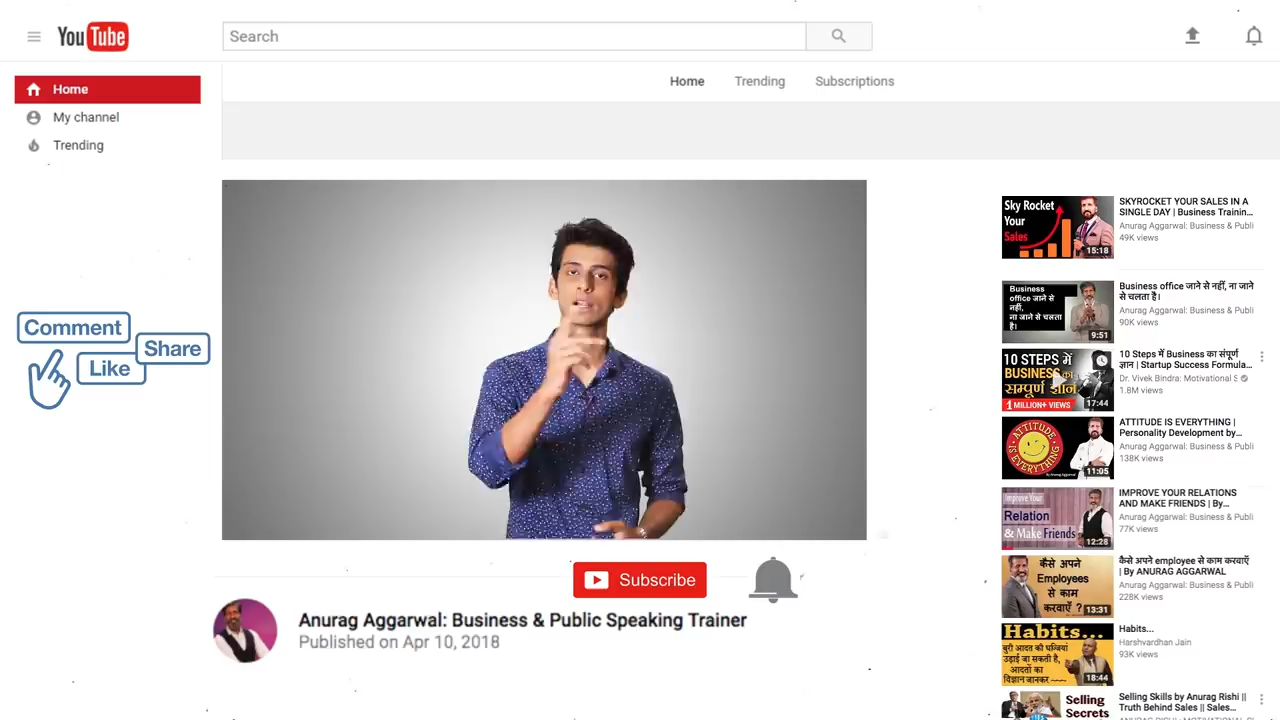 YouTube
Search
Home
My channel
Trending
Home Trending Subscriptions
Comment
Share
Like
Subscribe
Anurag Aggarwal: Business & Public Speaking Trainer
Published on Apr 10, 2018
Sky Rocket
Your
Sales
15:18
SKYROCKET YOUR SALES IN A
SINGLE DAY | Business Trainin...
Anurag Aggarwal: Business & Publi
49K views
Business
office जाने से
नहीं,
ना जाने से
चलता है।
9:51
Business office जाने से नहीं, ना जाने
से चलता है।
Anurag Aggarwal: Business & Publi
90K views
10 STEPS में
BUSINESS का
सम्पूर्ण ज्ञान
1 MILLION+ VIEWS
17:44
10 Steps में Business का संपूर्ण
ज्ञान | Startup Success Formula...
Dr. Vivek Bindra: Motivational S
1.8M views
ATTITUDE
IS EVERYTHING
11:05
ATTITUDE IS EVERYTHING |
Personality Development by...
Anurag Aggarwal: Business & Publi
138K views
Improve Your
Relation
& Make Friends
12:28
IMPROVE YOUR RELATIONS
AND MAKE FRIENDS | By...
Anurag Aggarwal: Business & Publi
77K views
कैसे अपने
Employees
से काम
करवाएँ ?
13:31
कैसे अपने employee से काम करवाएँ
| By ANURAG AGGARWAL
Anurag Aggarwal: Business & Publi
228K views
Habits...
बुरी आदत की धज्जियां
उड़ाई जा सकती है,
आदतों का
विज्ञान जानकर
18:44
Habits...
Harshvardhan Jain
93K views
Selling
Secrets
Selling Skills by Anurag Rishi ||
Truth Behind Sales || Sales...